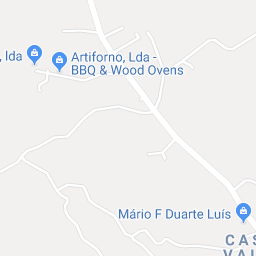 , lda
Artiforno, Lda -
BBQ & Wood Ovens
Mário F Duarte Luís
CAS
VAL